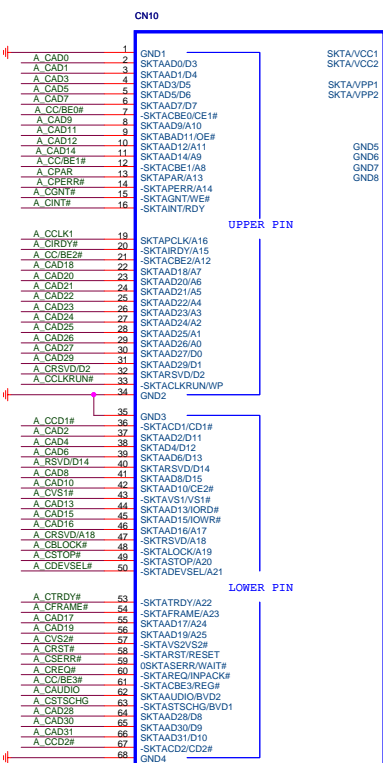 CN10
1 GND1 SKTA/VCC1
A_CAD0 2 SKTAAD0/D3 SKTA/VCC2
A_CAD1 3 SKTAAD1/D4
A_CAD3 4 SKTAD3/D5 SKTA/VPP1
A_CAD5 5 SKTAD5/D6 SKTA/VPP2
A_CAD7 6 SKTAAD7/D7
A_CC/BE0# 7 -SKTACBE0/CE1#
A_CAD9 8 SKTAAD9/A10
A_CAD11 9 SKTABAD11/OE#
A_CAD12 10 SKTAAD12/A11 GND5
A_CAD14 11 SKTAAD14/A9 GND6
A_CC/BE1# 12 -SKTACBE1/A8 GND7
A_CPAR 13 SKTAPAR/A13 GND8
A_CPERR# 14 -SKTAPERR/A14
A_CGNT# 15 -SKTAGNT/WE#
A_CINT# 16 -SKTAINT/RDY
UPPER PIN
A_CCLK1 19 SKTAPCLK/A16
A_CIRDY# 20 -SKTAIRDY/A15
A_CC/BE2# 21 -SKTACBE2/A12
A_CAD18 22 SKTAAD18/A7
A_CAD20 23 SKTAAD20/A6
A_CAD21 24 SKTAAD21/A5
A_CAD22 25 SKTAAD22/A4
A_CAD23 26 SKTAAD23/A3
A_CAD24 27 SKTAAD24/A2
A_CAD25 28 SKTAAD25/A1
A_CAD26 29 SKTAAD26/A0
A_CAD27 30 SKTAAD27/D0
A_CAD29 31 SKTAAD29/D1
A_CRSVD/D2 32 SKTARSVD/D2
A_CCLKRUN# 33 -SKTACLKRUN/WP
34 GND2
35 GND3
A_CCD1# 36 -SKTACD1/CD1#
A_CAD2 37 SKTAAD2/D11
A_CAD4 38 SKTAD4/D12
A_CAD6 39 SKTAAD6/D13
A_RSVD/D14 40 SKTARSVD/D14
A_CAD8 41 SKTAAD8/D15
A_CAD10 42 SKTAAD10/CE2#
A_CVS1# 43 -SKTAVS1/VS1#
A_CAD13 44 SKTAAD13/IORD#
A_CAD15 45 SKTAAD15/IOWR#
A_CAD16 46 SKTAAD16/A17
A_CRSVD/A18 47 -SKTRSVD/A18
A_CBLOCK# 48 -SKTALOCK/A19
A_CSTOP# 49 -SKTASTOP/A20
A_CDEVSEL# 50 -SKTADEVSEL/A21
LOWER PIN
A_CTRDY# 53 -SKTATRDY/A22
A_CFRAME# 54 -SKTAFRAME/A23
A_CAD17 55 SKTAAD17/A24
A_CAD19 56 SKTAAD19/A25
A_CVS2# 57 -SKTAVS2VS2#
A_CRST# 58 -SKTARST/RESET
A_CSERR# 59 0SKTASERR/WAIT#
A_CREQ# 60 -SKTAREQ/INPACK#
A_CC/BE3# 61 -SKTACBE3/REG#
A_CAUDIO 62 SKTAAUDIO/BVD2
A_CSTSCHG 63 -SKTASTSCHG/BVD1
A_CAD28 64 SKTAAD28/D8
A_CAD30 65 SKTAAD30/D9
A_CAD31 66 SKTAAD31/D10
A_CCD2# 67 -SKTACD2/CD2#
68 GND4